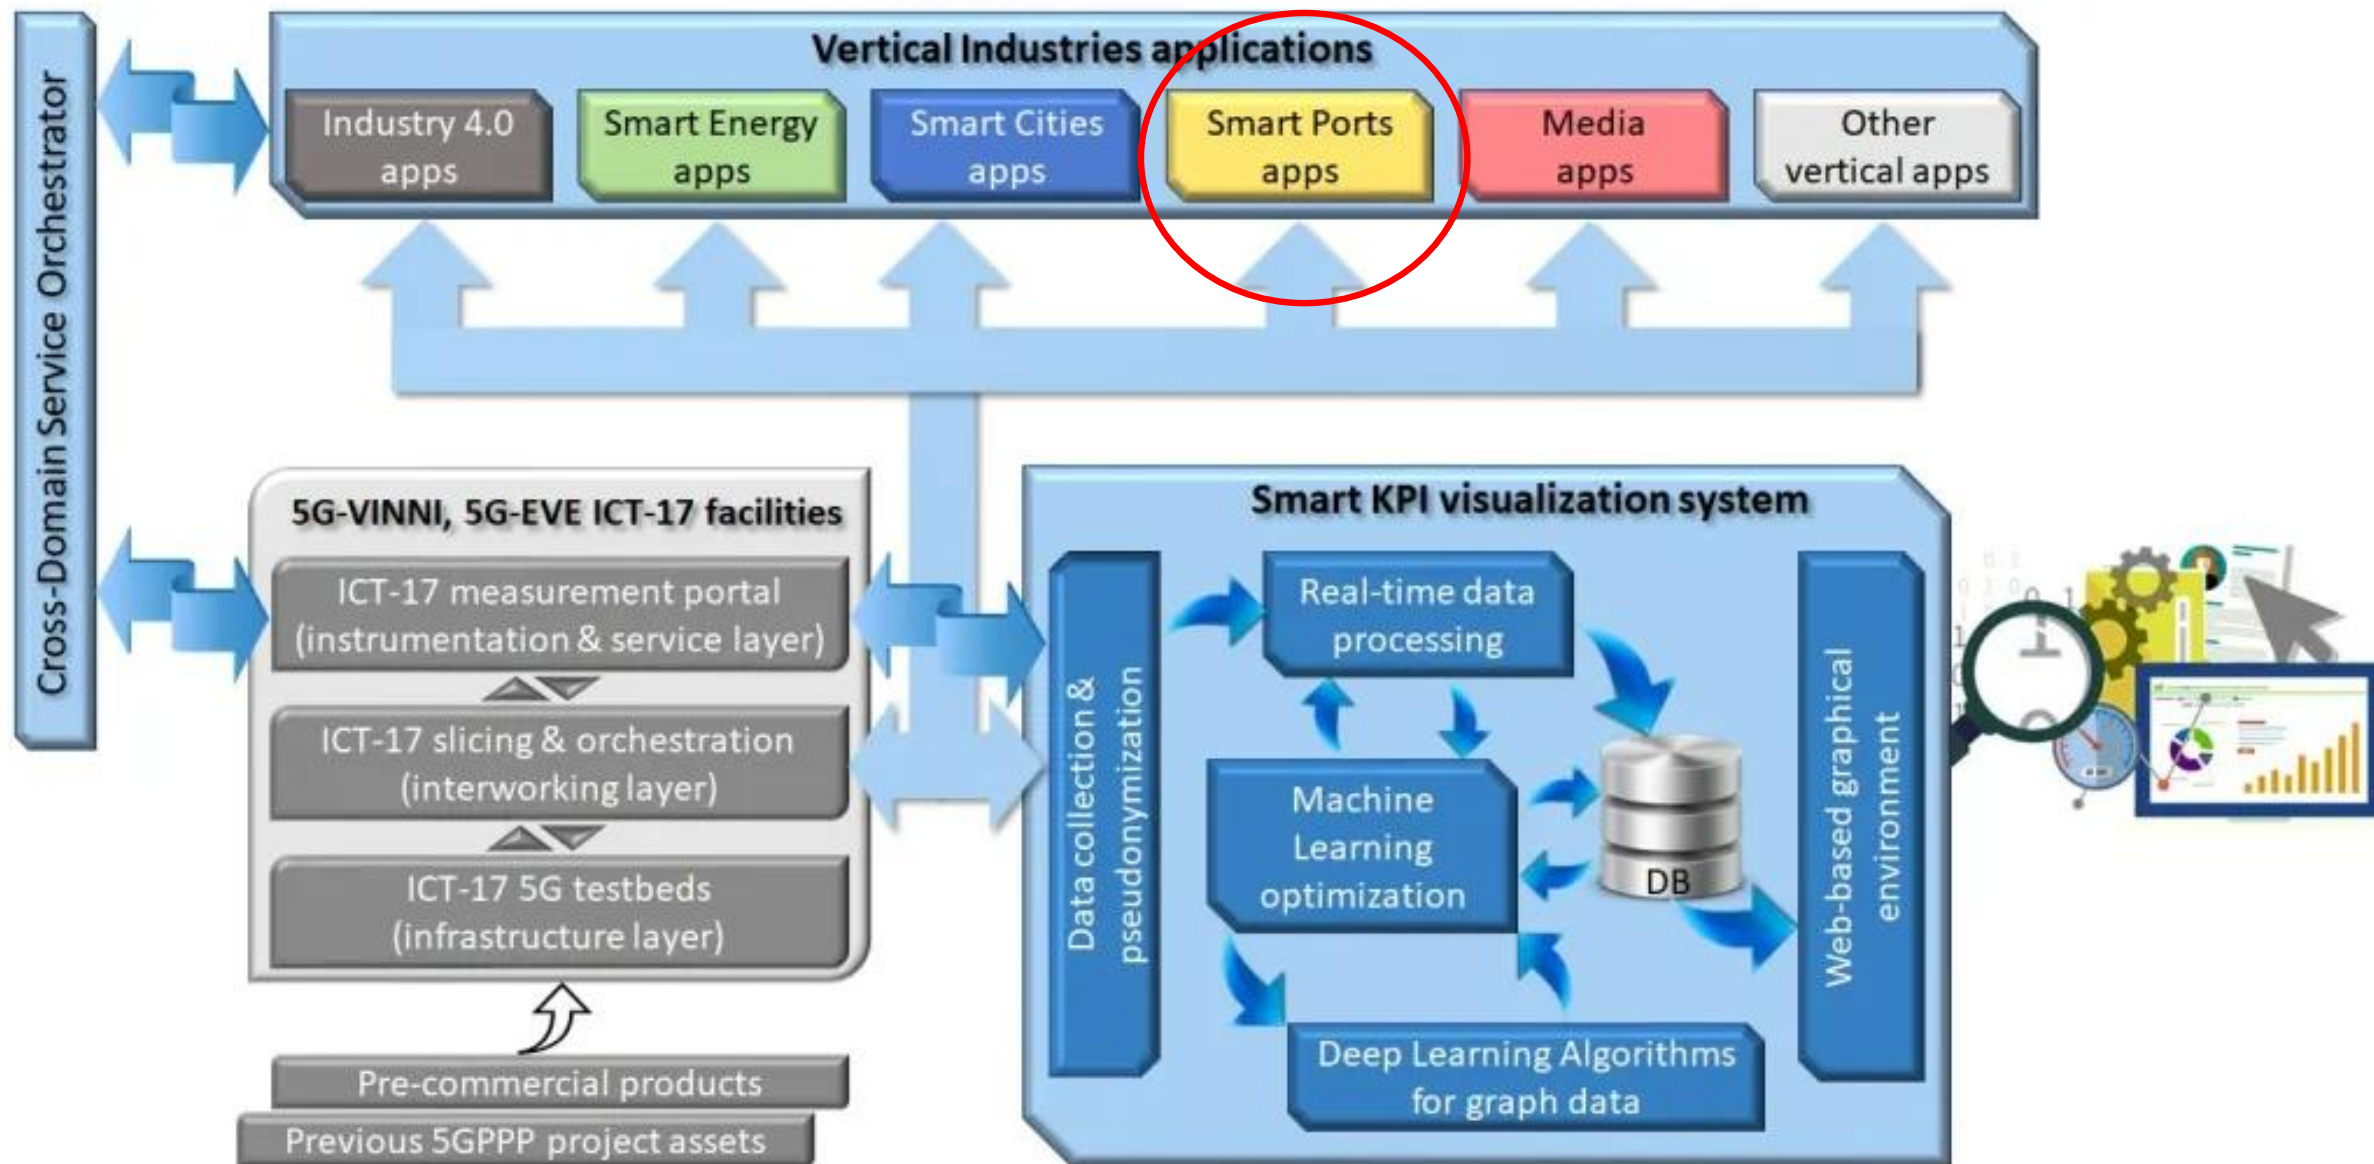 Cross-Domain Service Orchestrator
Vertical Industries applications
Industry 4.0
apps
Smart Energy
apps
Smart Cities
apps
Smart Ports
apps
Media
apps
Other
vertical apps
5G-VINNI, 5G-EVE ICT-17 facilities
ICT-17 measurement portal
(instrumentation & service layer)
ICT-17 slicing & orchestration
(interworking layer)
ICT-17 5G testbeds
(infrastructure layer)
Pre-commercial products
Previous 5GPPP project assets
Smart KPI visualization system
Data collection &
pseudonymization
Real-time data
processing
Machine
Learning
optimization
DB
Deep Learning Algorithms
for graph data
Web-based graphical
environment